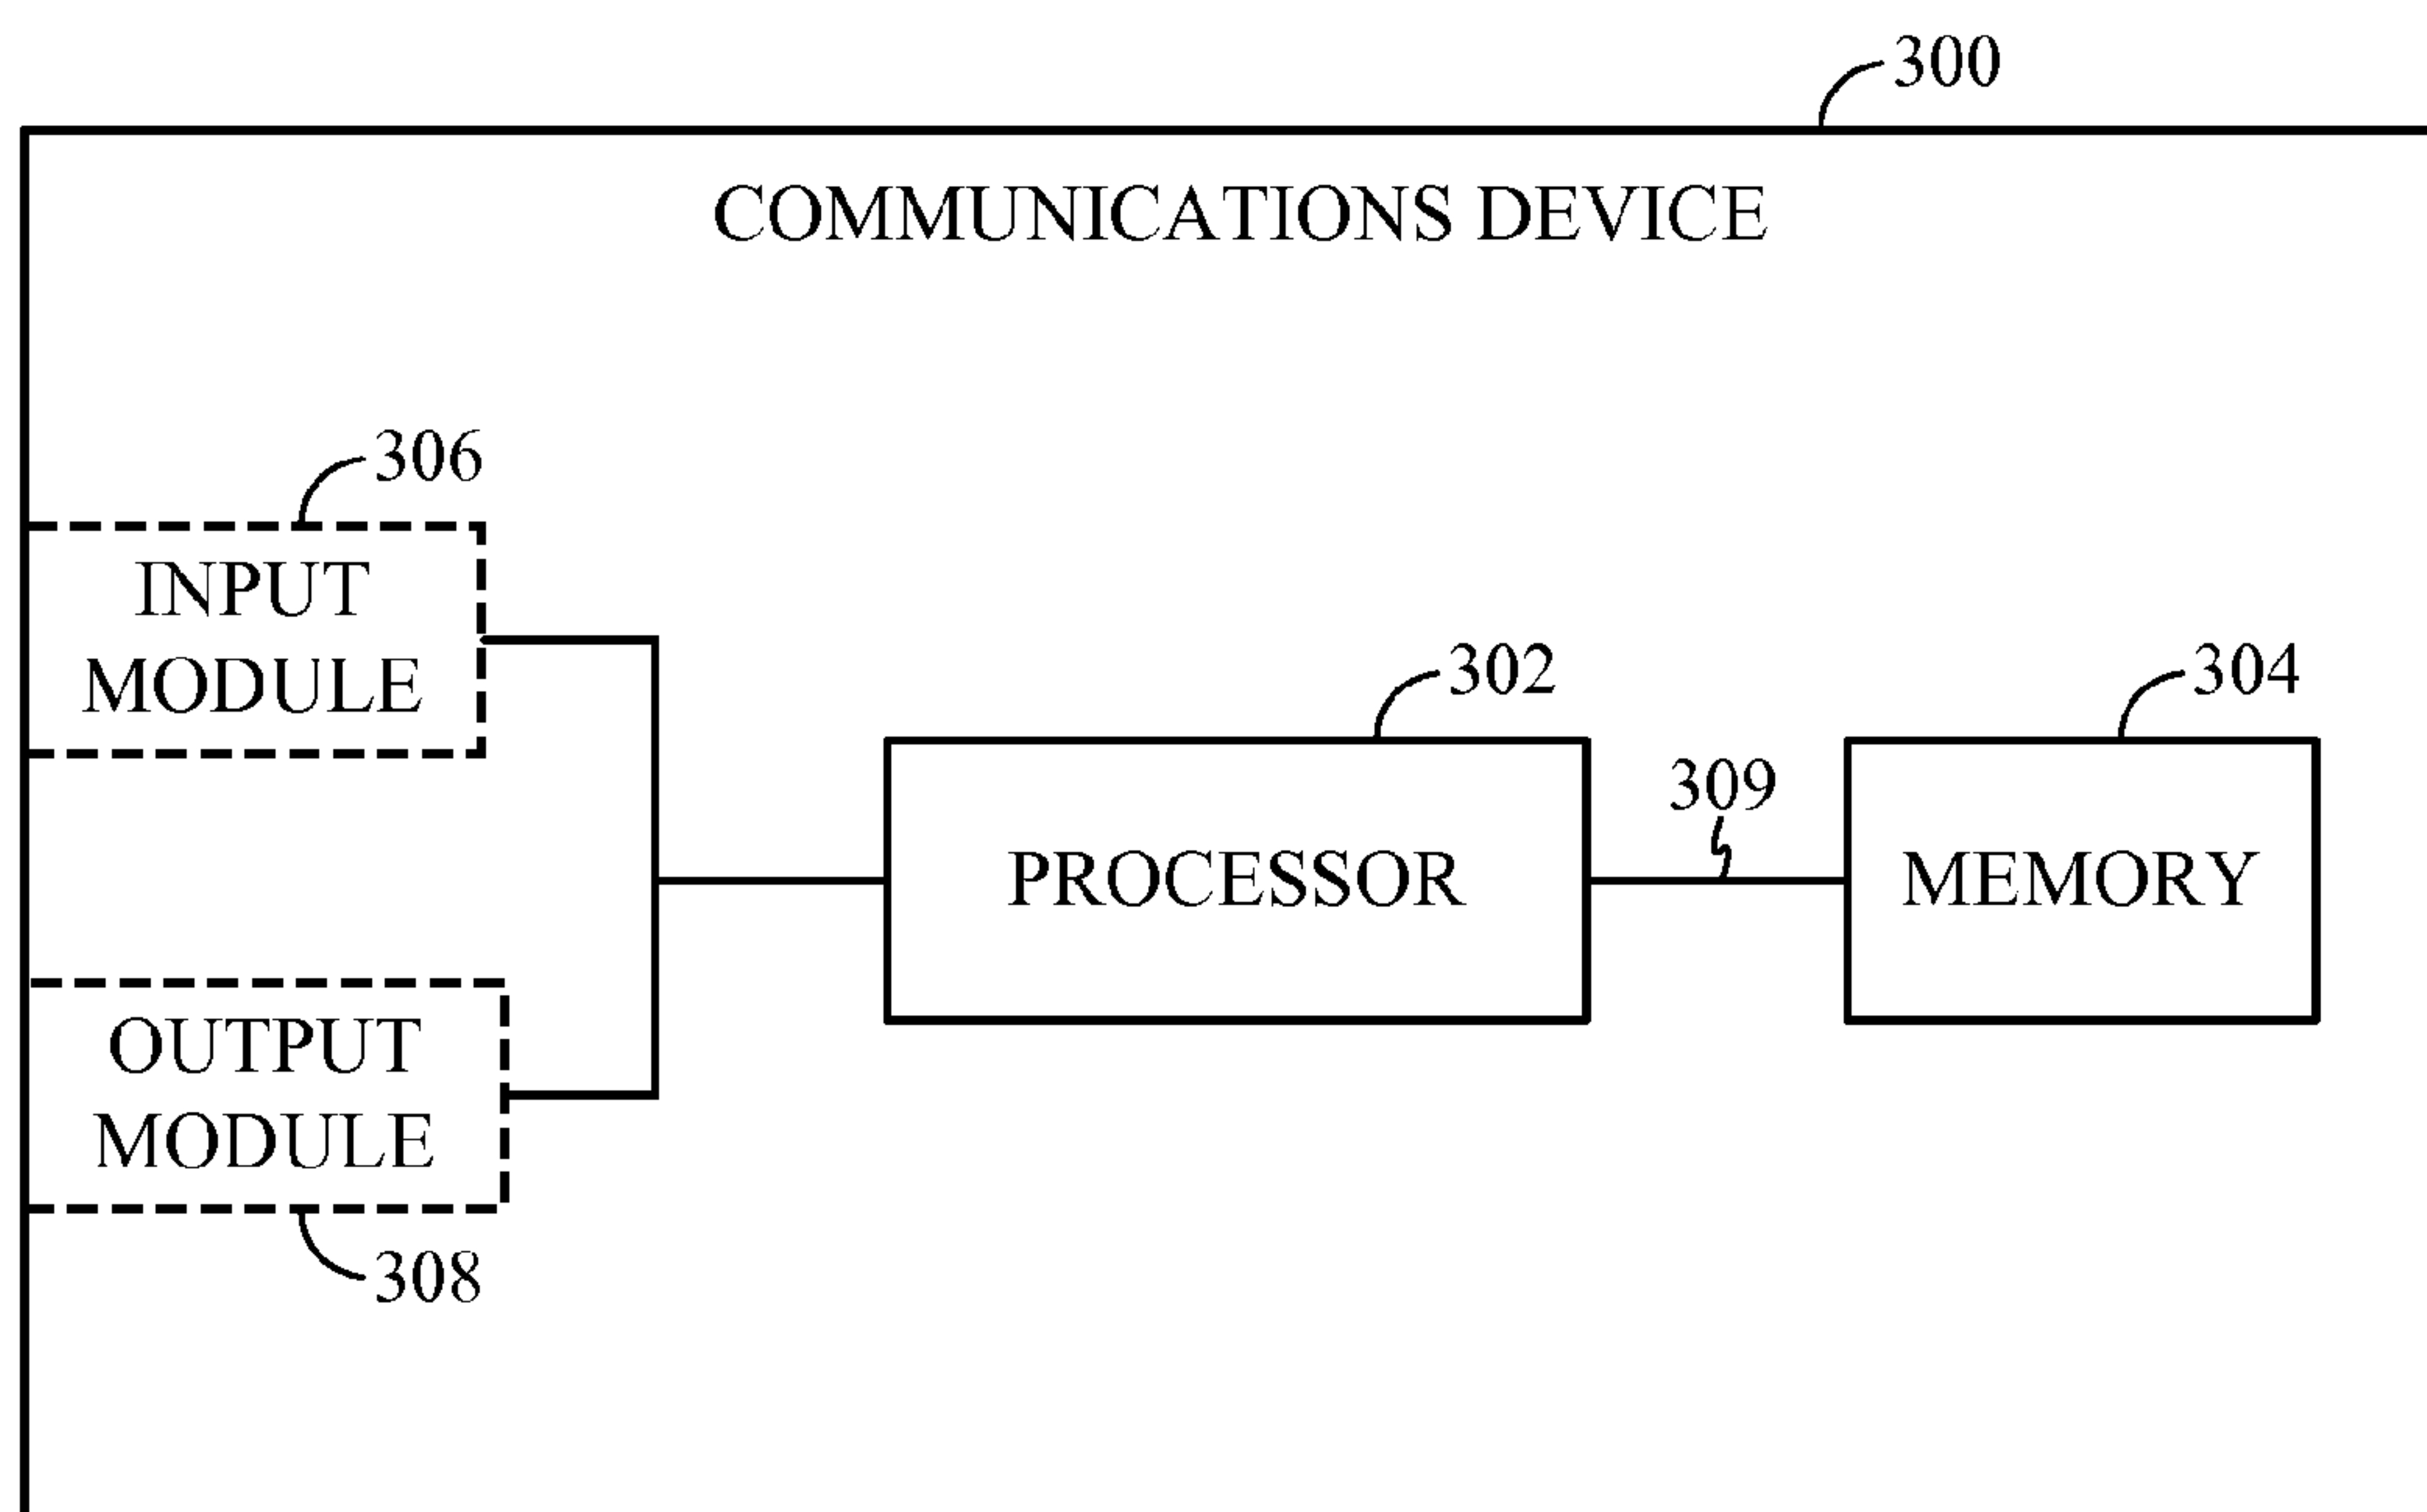 300
COMMUNICATIONS DEVICE
306
INPUT
MODULE
302
304
309
PROCESSOR
MEMORY
OUTPUT
MODULE
308